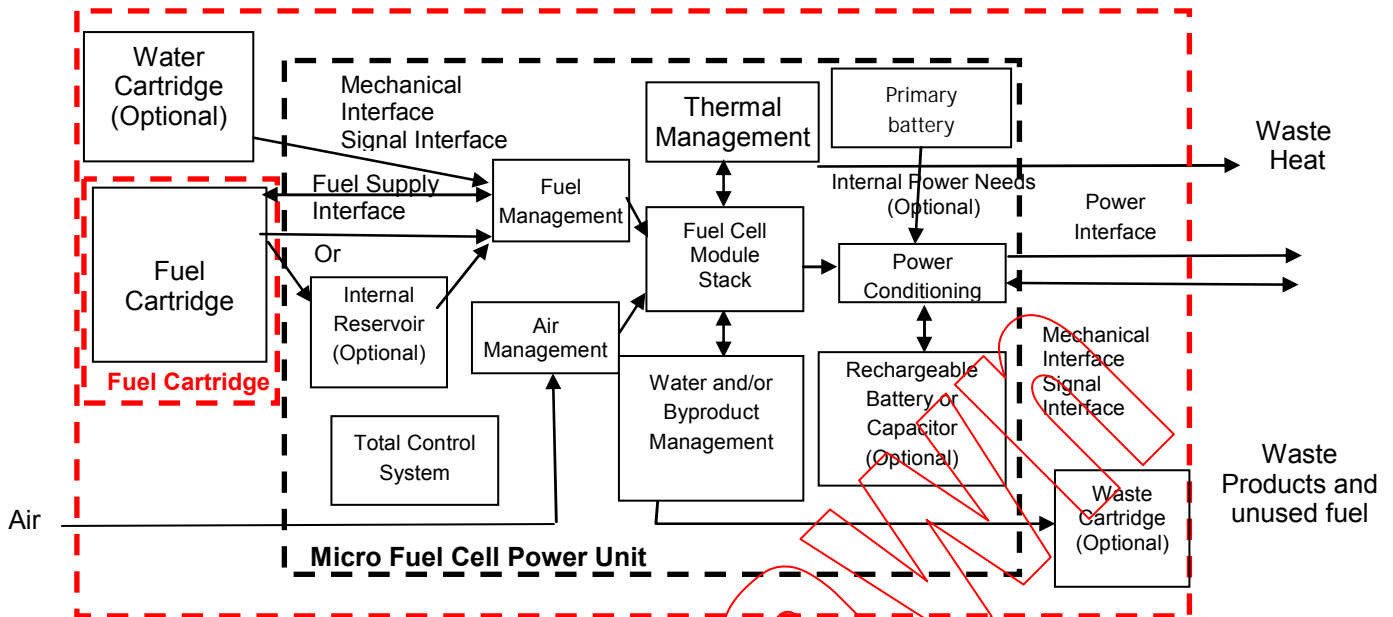 Water
Cartridge
(Optional)
Mechanical
Interface
Signal Interface
Thermal
Management
Primary
battery
Waste
Heat
Fuel Supply
Interface
Or
Fuel
Management
Internal Power Needs
(Optional)
Power
Interface
Fuel
Cartridge
Fuel Cartridge
Internal
Reservoir
(Optional)
Fuel Cell
Module
Stack
Power
Conditioning
Air
Management
Water and/or
Byproduct
Management
Rechargeable
Battery or
Capacitor
(Optional)
Mechanical
Interface
Signal
Interface
Total Control
System
Waste
Cartridge
(Optional)
Waste
Products and
unused fuel
Air
Micro Fuel Cell Power Unit